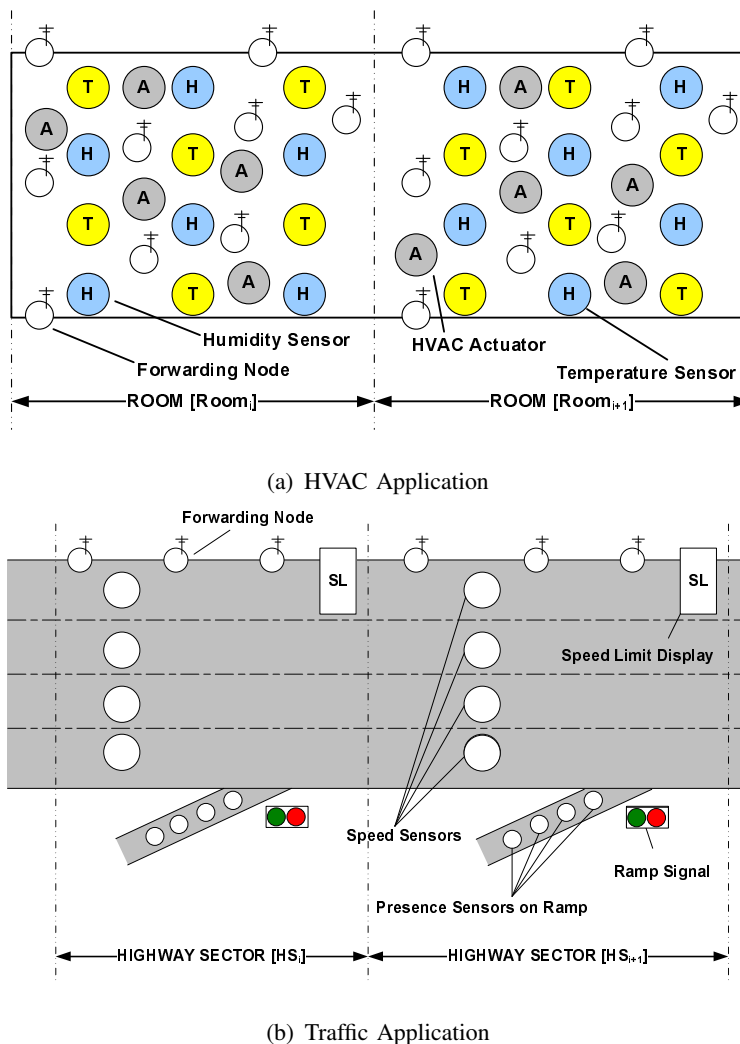 T A H T H A T
A
H T H A T H T A
A A
T H T H T H
A
H T H A T H A T
Humidity Sensor
HVAC Actuator
Forwarding Node
Temperature Sensor
ROOM [Roomi] ROOM [Roomi+1]
(a) HVAC Application
Forwarding Node
SL SL
Speed Limit Display
Speed Sensors
Ramp Signal
Presence Sensors on Ramp
HIGHWAY SECTOR [HSi] HIGHWAY SECTOR [HSi+1]
(b) Traffic Application